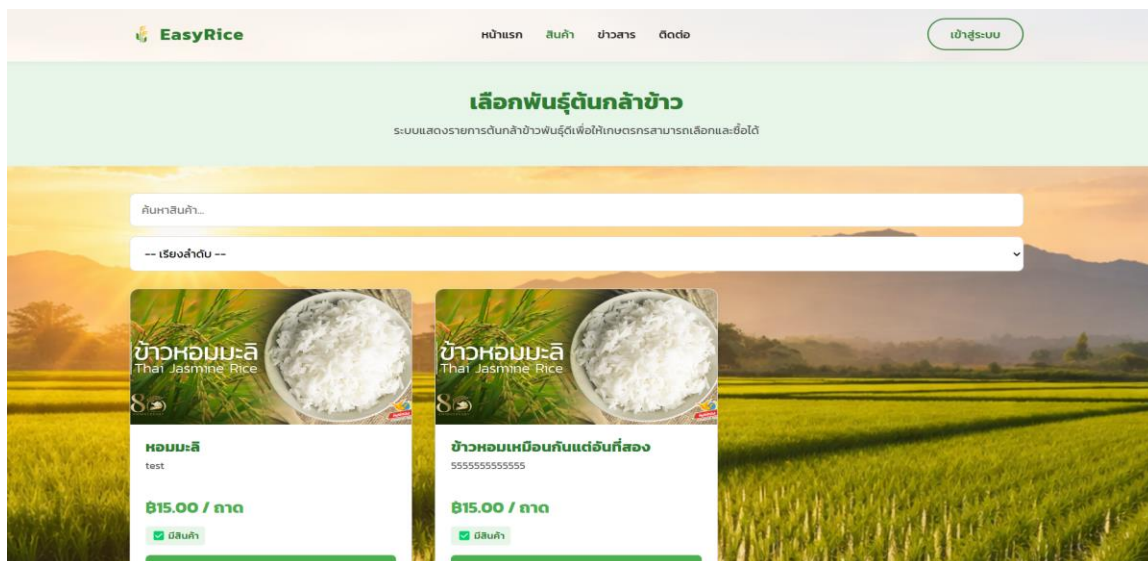 EasyRice
หน้าแรก สินค้า ข่าวสาร ติดต่อ
เข้าสู่ระบบ
เลือกพันธุ์ต้นกล้าข้าว
ระบบแสดงรายการต้นกล้าข้าวพันธุ์ดีเพื่อให้เกษตรกรสามารถเลือกและซื้อได้
ค้นหาสินค้า...
-- เรียงลำดับ --
ข้าวหอมมะลิ
Thai Jasmine Rice
หอมมะลิ
test
฿15.00 / ถาด
มีสินค้า
ข้าวหอมมะลิ
Thai Jasmine Rice
ข้าวหอมเหมือนกันแต่อันที่สอง
5555555555555
฿15.00 / ถาด
มีสินค้า